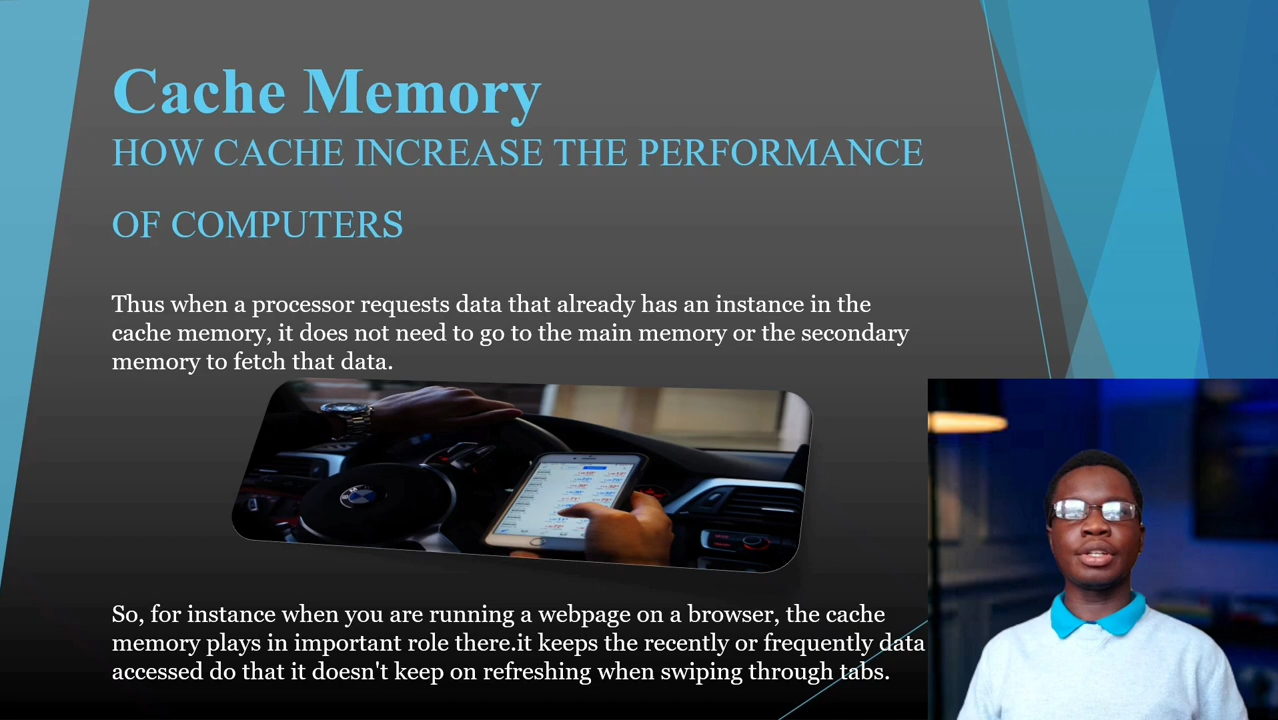 Cache Memory
HOW CACHE INCREASE THE PERFORMANCE
OF COMPUTERS
Thus when a processor requests data that already has an instance in the
cache memory, it does not need to go to the main memory or the secondary
memory to fetch that data.
So, for instance when you are running a webpage on a browser, the cache
memory plays in important role there.it keeps the recently or frequently data
accessed do that it doesn't keep on refreshing when swiping through tabs.